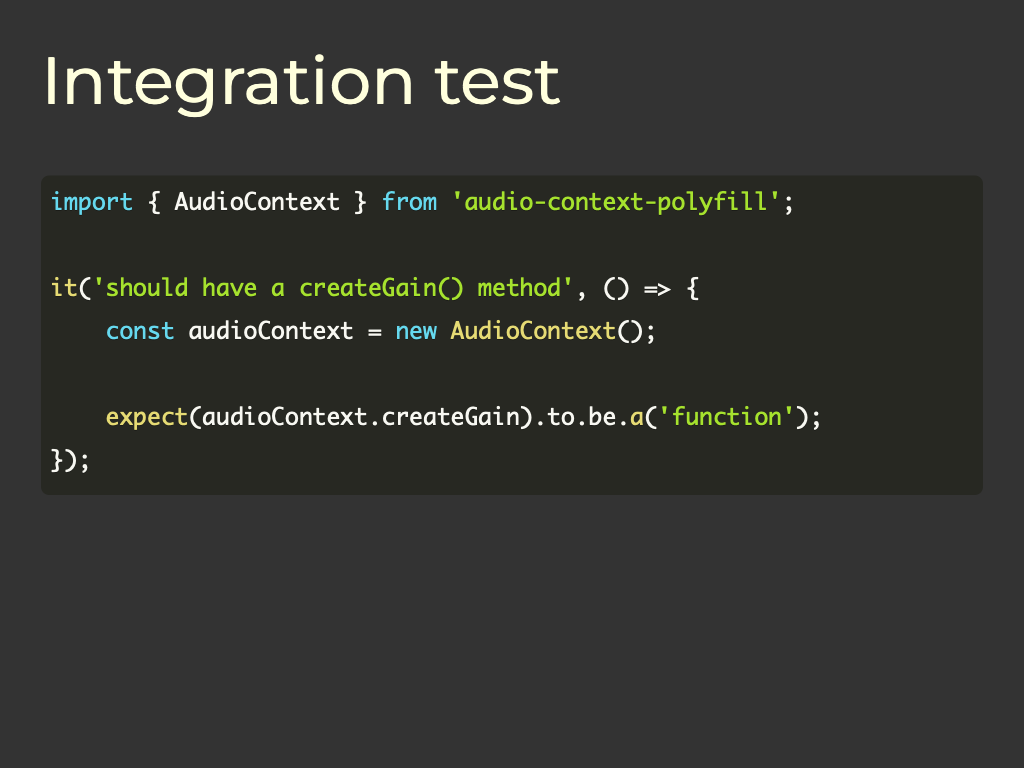 Integration test
import { AudioContext } from 'audio-context-polyfill';
it('should have a createGain() method', () => {
    const audioContext = new AudioContext();
    expect(audioContext.createGain).to.be.a('function');
});